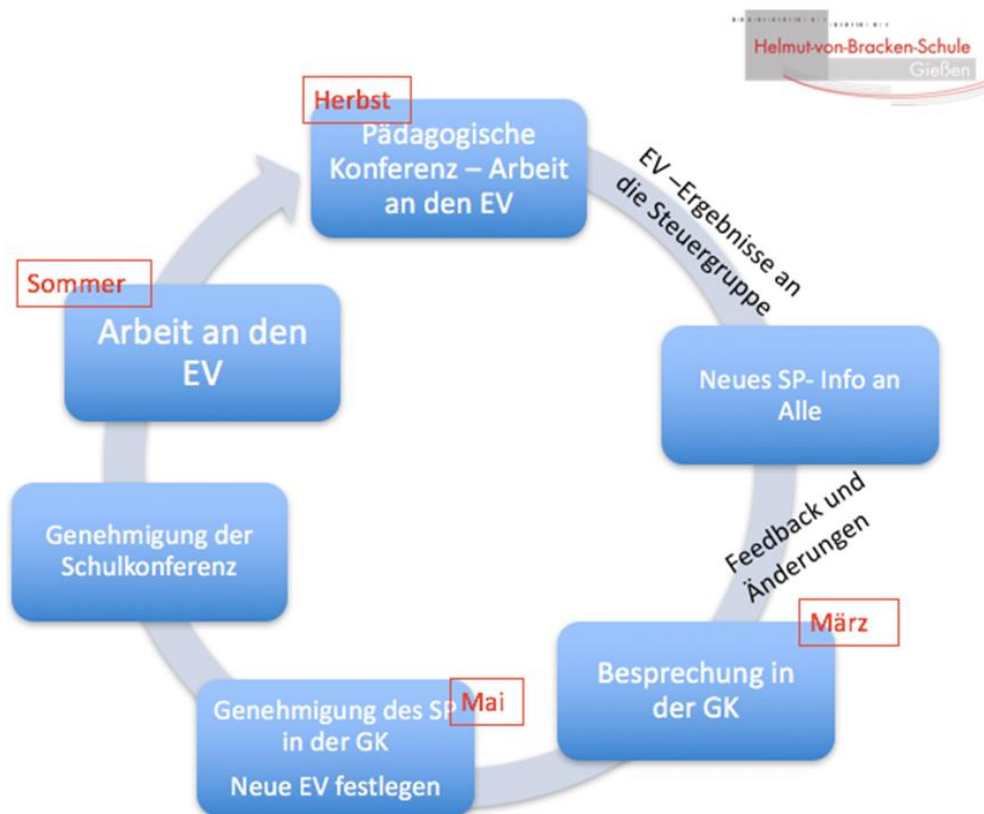 Helmut-von-Bracken-Schule
Gießen
Herbst
Pädagogische
Konferenz – Arbeit
an den EV
EV –Ergebnisse an
die Steuergruppe
Neues SP- Info an
Alle
Feedback und
Änderungen
März
Besprechung in
der GK
Mai
Genehmigung des SP
in der GK
Neue EV festlegen
Genehmigung der
Schulkonferenz
Sommer
Arbeit an den
EV